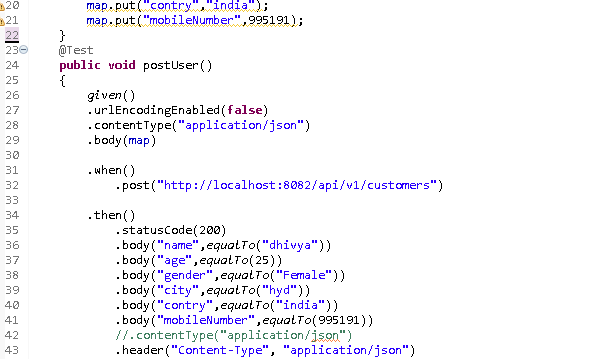 20 map.put("contry","india");
21 map.put("mobileNumber",995191);
22 }
23 @Test
24 public void postUser()
25 {
26 given()
27 .urlEncodingEnabled(false)
28 .contentType("application/json")
29 .body(map)
30
31 .when()
32 .post("http://localhost:8082/api/v1/customers")
33
34 .then()
35 .statusCode(200)
36 .body("name",equalTo("dhivya"))
37 .body("age",equalTo(25))
38 .body("gender",equalTo("Female"))
39 .body("city",equalTo("hyd"))
40 .body("contry",equalTo("india"))
41 .body("mobileNumber",equalTo(995191))
42 //.contentType("application/json")
43 .header("Content-Type", "application/json")